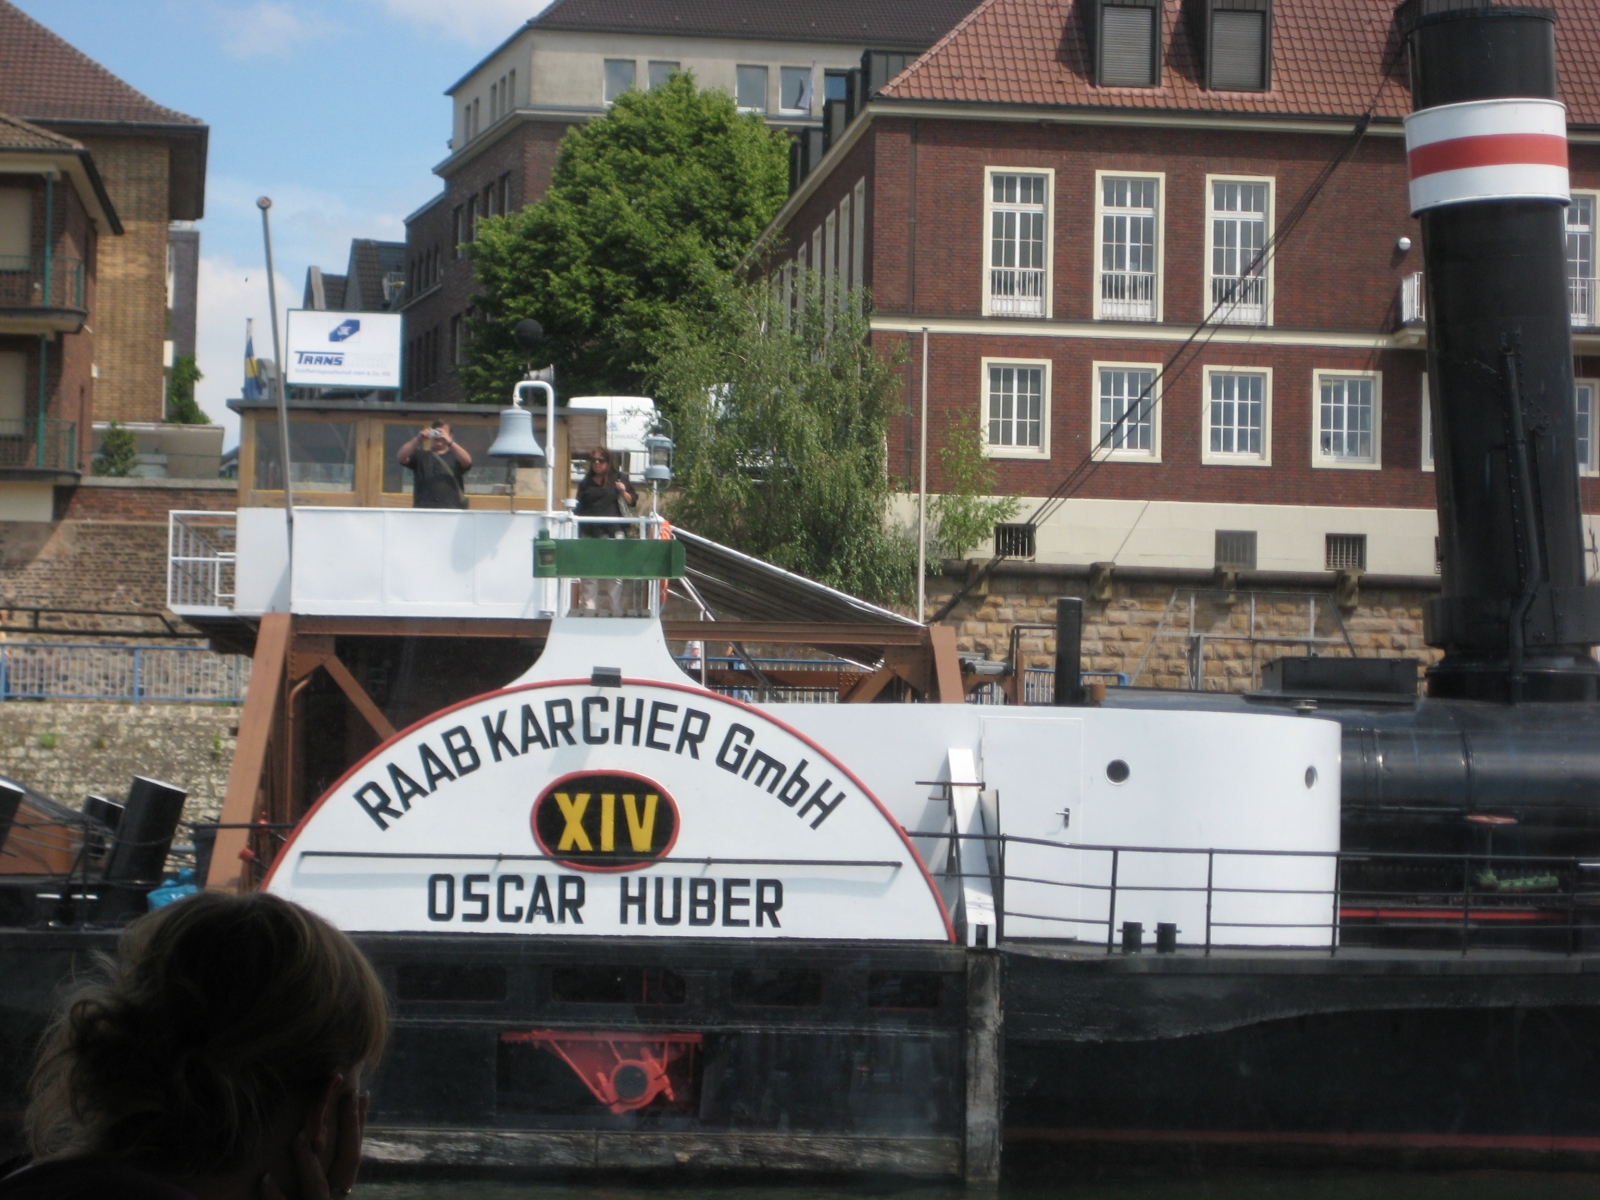 TRANS
RAAB KARCHER GmbH
XIV
OSCAR HUBER